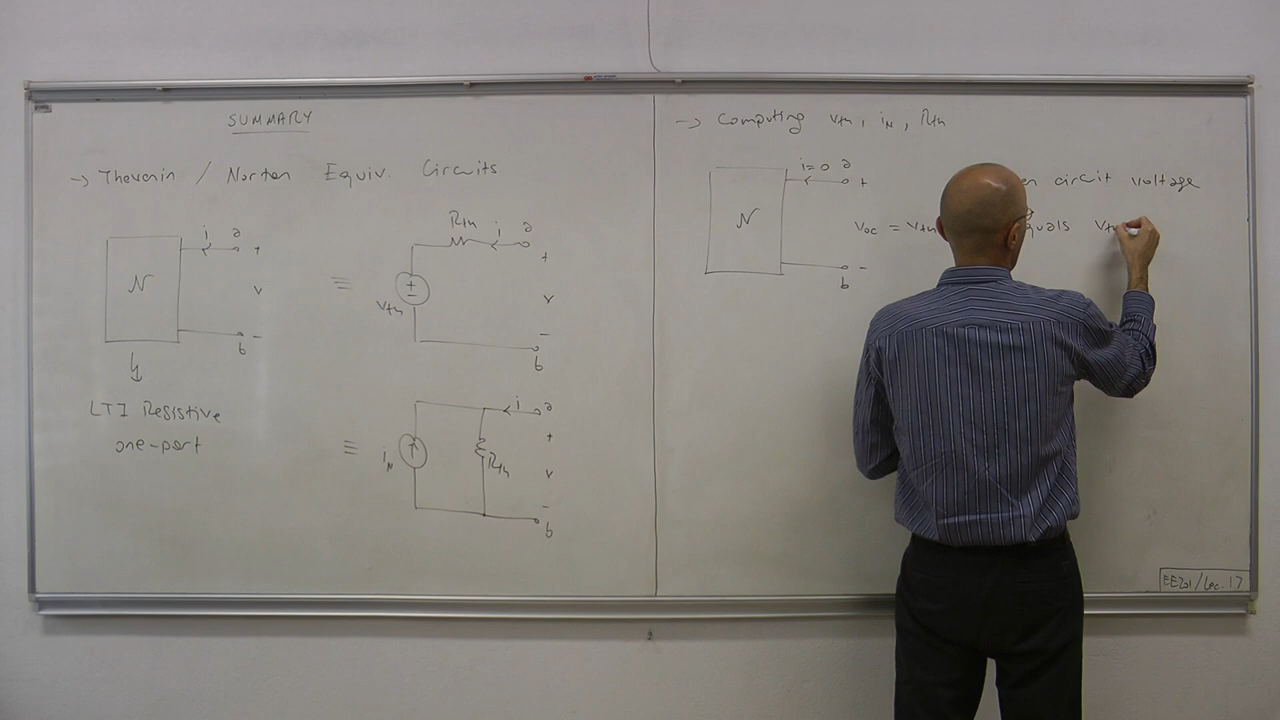 SUMMARY
→ Thevenin / Norton Equiv. Circuits
N
i a
+
v
-
b
LTI Resistive
one-port
≡
Rth i a
+
-
Vth
+
v
-
b
≡
iN
Rth
i a
+
v
-
b
→ Computing Vth, iN, Rth
N
i=0 a
+
circuit voltage
Voc = Vth
Vth
-
b
EE201/Lec. 17